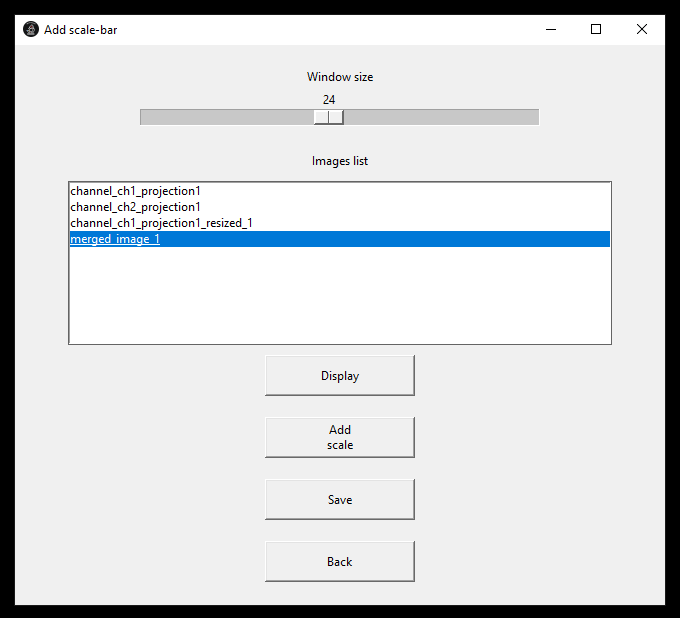 Add scale-bar
Window size
24
Images list
channel_ch1_projection1
channel_ch2_projection1
channel_ch1_projection1_resized_1
merged_image_1
Display
Add
scale
Save
Back